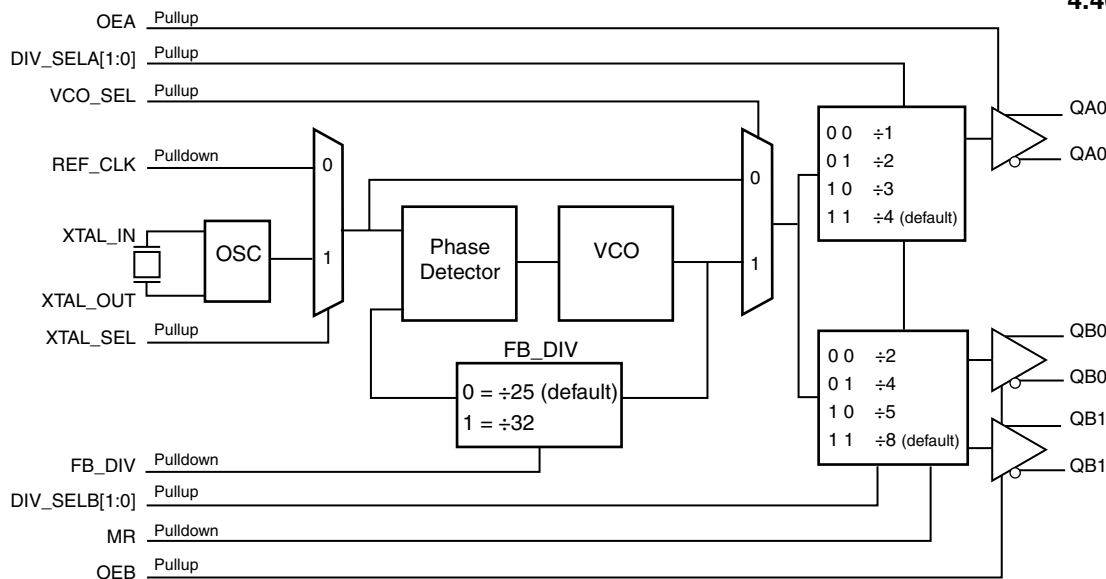 4.4
OEA Pullup
DIV_SELA[1:0] Pullup
VCO_SEL Pullup
REF_CLK Pulldown
XTAL_IN
OSC
XTAL_OUT
XTAL_SEL Pullup
0
1
Phase
Detector
VCO
FB_DIV
0 = ÷25 (default)
1 = ÷32
0
1
0 0 ÷1
0 1 ÷2
1 0 ÷3
1 1 ÷4 (default)
QA0
QA0
0 0 ÷2
0 1 ÷4
1 0 ÷5
1 1 ÷8 (default)
QB0
QB0
QB1
QB1
FB_DIV Pulldown
DIV_SELB[1:0] Pullup
MR Pulldown
OEB Pullup